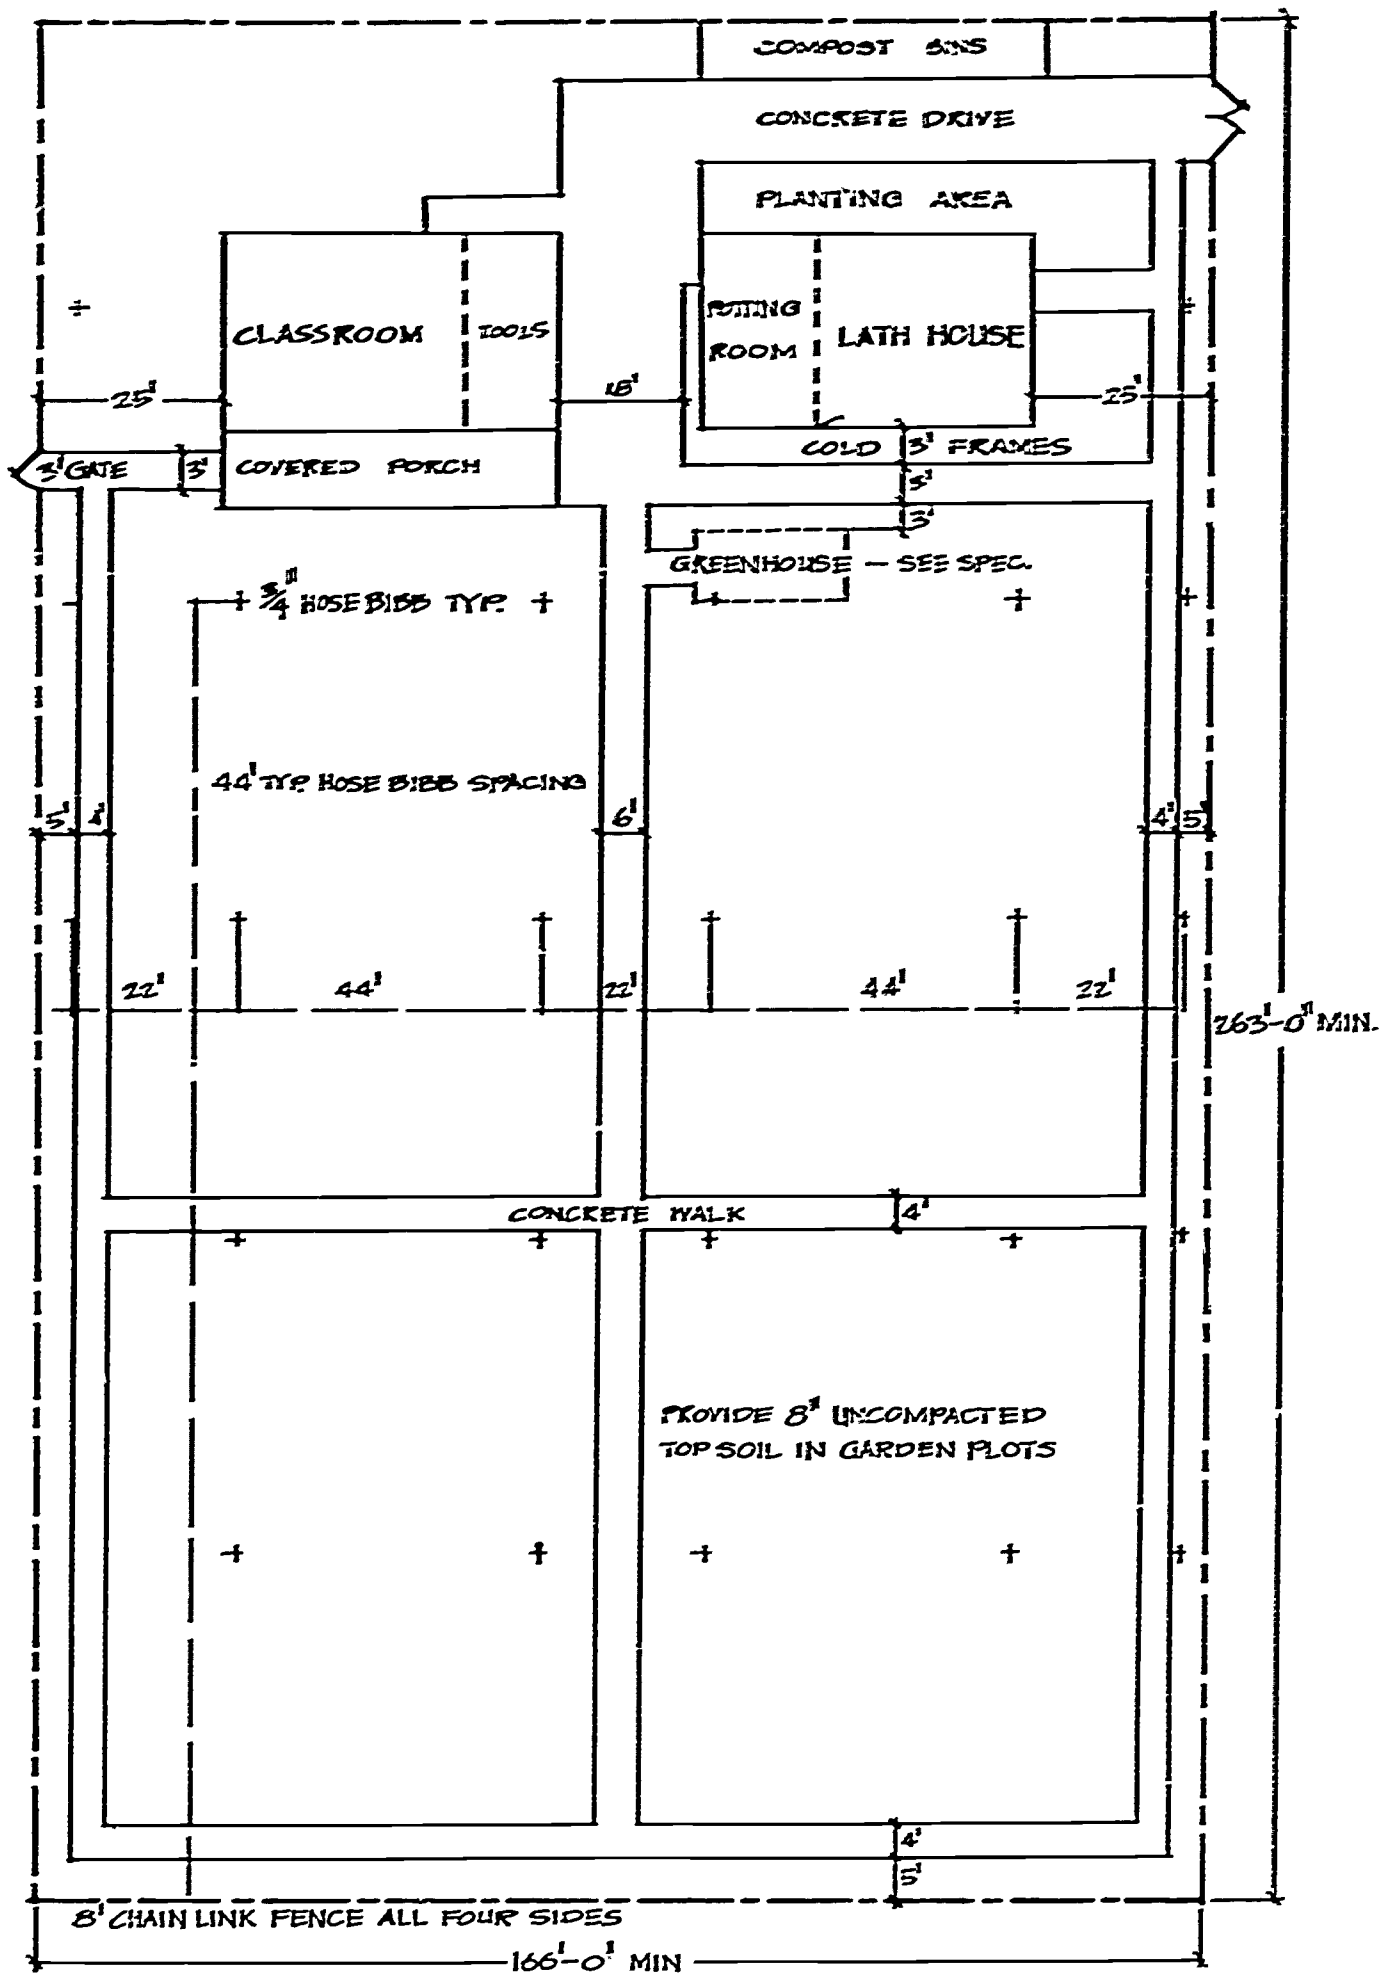 COMPOST BINS
CONCRETE DRIVE
PLANTING AREA
CLASSROOM
TOOLS
POTTING
ROOM
LATH HOUSE
25'
25'
COLD 3' FRAMES
3' GATE
3'
COVERED PORCH
3'
3'
GREENHOUSE — SEE SPEC.
3/4" HOSE BIBB TYP.
44' TYP. HOSE BIBB SPACING
5'
4'
6'
4'
5'
22'
44'
22'
44'
22'
263'-0" MIN.
CONCRETE WALK
4'
PROVIDE 8" UNCOMPACTED
TOP SOIL IN GARDEN PLOTS
4'
5'
8' CHAIN LINK FENCE ALL FOUR SIDES
166'-0" MIN